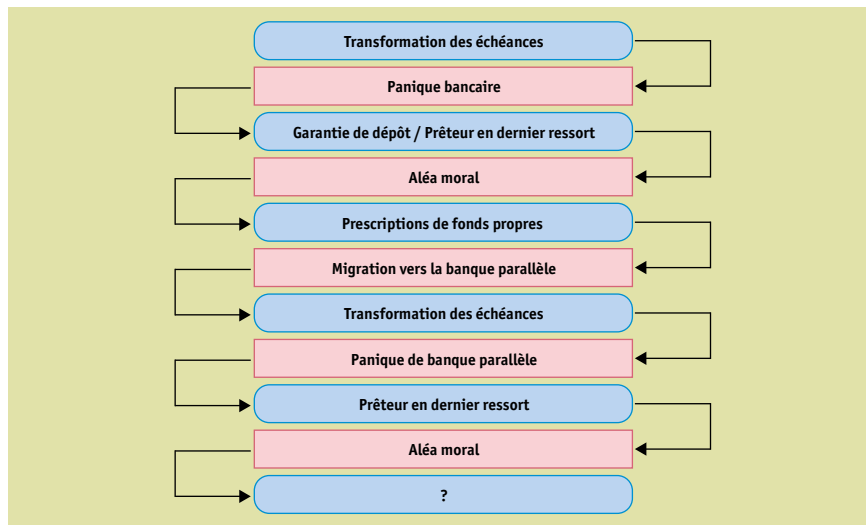 Transformation des échéances
Panique bancaire
Garantie de dépôt / Prêteur en dernier ressort
Aléa moral
Prescriptions de fonds propres
Migration vers la banque parallèle
Transformation des échéances
Panique de banque parallèle
Prêteur en dernier ressort
Aléa moral
?